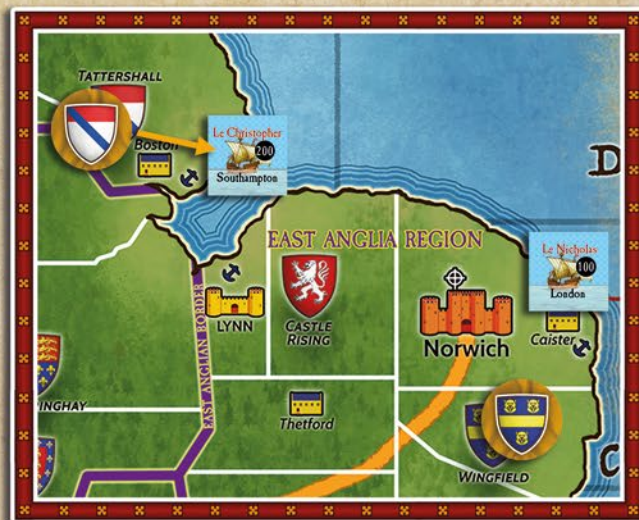 TATTERSHALL
Boston
Le Christopher
200
Southampton
D
EAST ANGLIA REGION
Le Nicholas
100
London
LYNN
CASTLE
RISING
Norwich
Caister
EAST ANGLIAN BORDER
INGHAY
Thetford
WINGFIELD
C